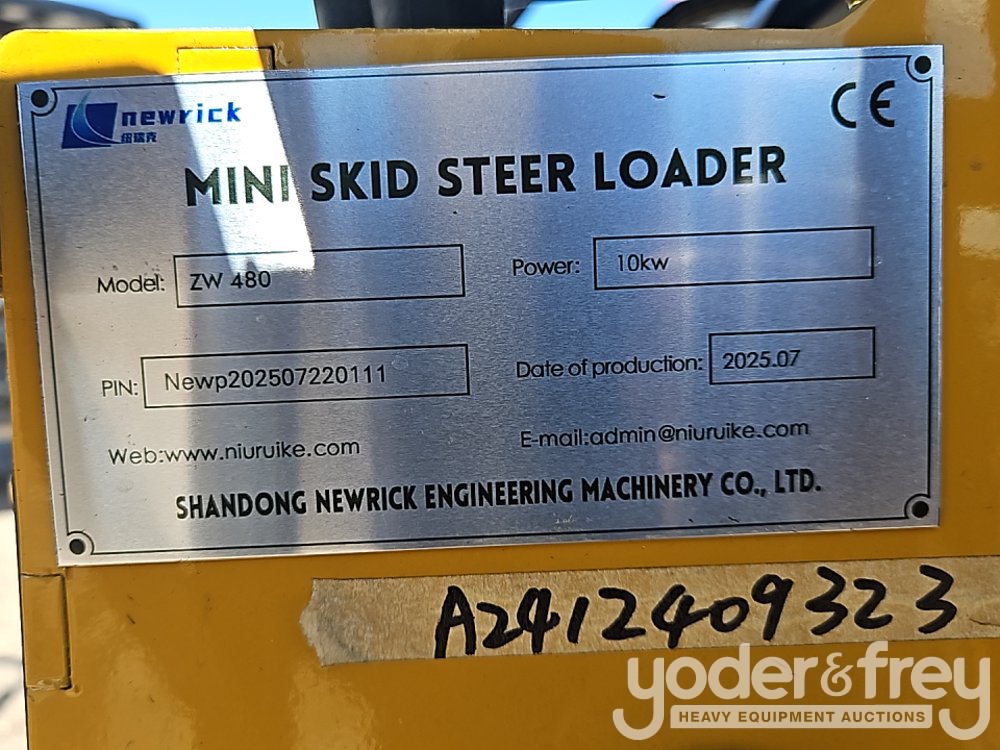 newrick
纽瑞克
CE
MINI SKID STEER LOADER
Model: ZW 480
Power: 10kw
PIN: Newp202507220111
Date of production: 2025.07
Web:www.niuruike.com
E-mail:admin@niuruike.com
SHANDONG NEWRICK ENGINEERING MACHINERY CO., LTD.
A2412409323
yoder&frey
HEAVY EQUIPMENT AUCTIONS